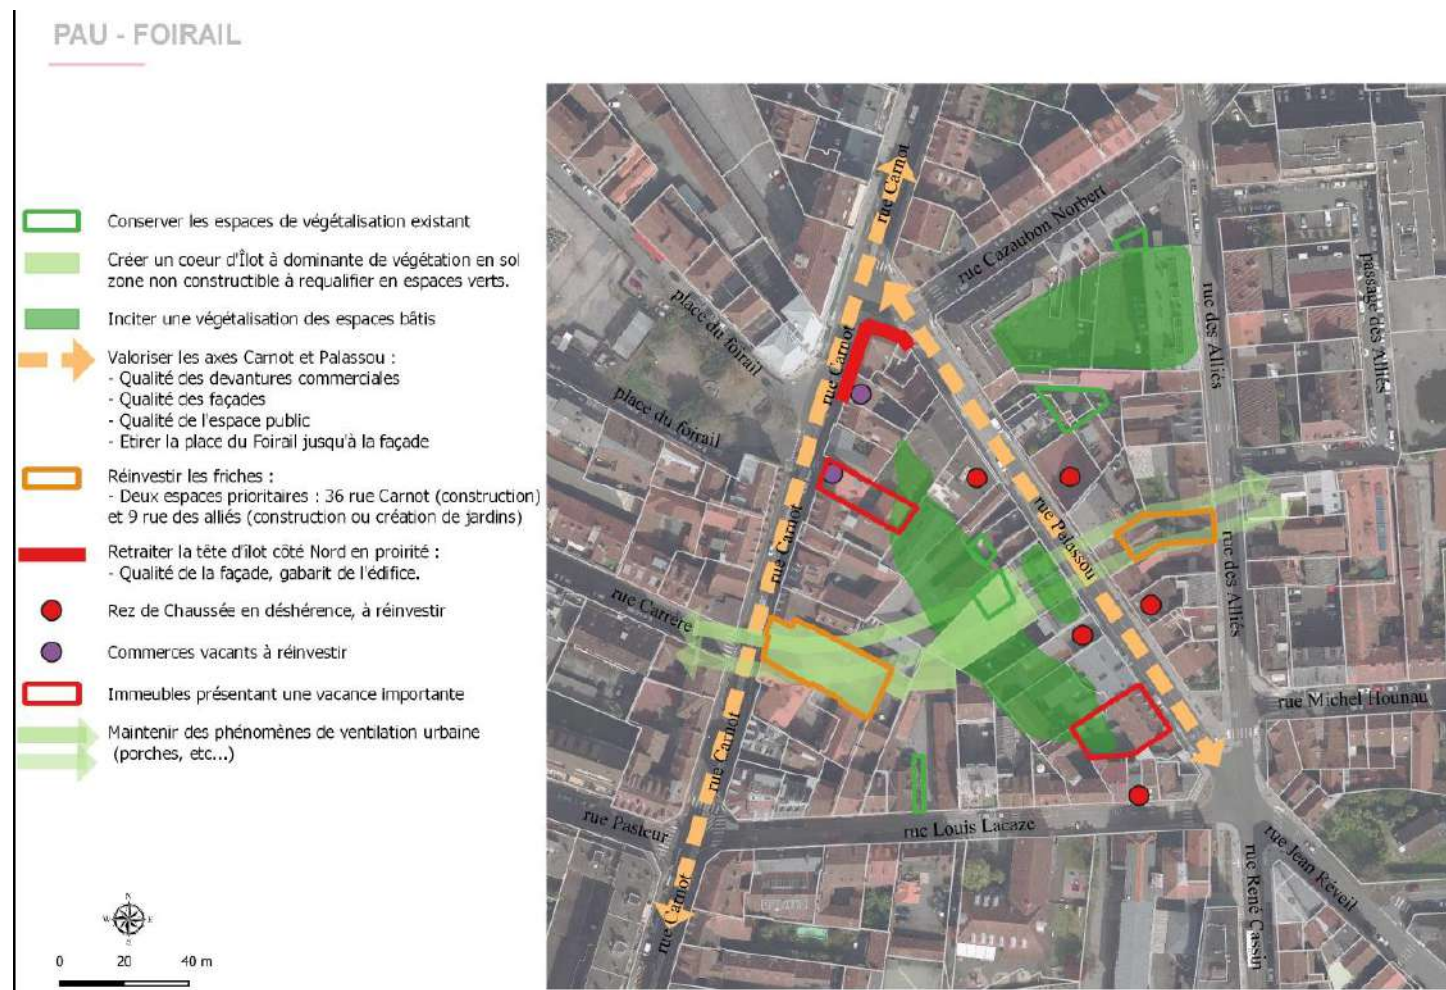 PAU - FOIRAIL
Conserver les espaces de végétalisation existant
Créer un coeur d'Îlot à dominante de végétation en sol
zone non constructible à requalifier en espaces verts.
Inciter une végétalisation des espaces bâtis
Valoriser les axes Carnot et Palassou :
- Qualité des devantures commerciales
- Qualité des façades
- Qualité de l'espace public
- Etirer la place du Foirail jusqu'à la façade
Réinvestir les friches :
- Deux espaces prioritaires : 36 rue Carnot (construction)
et 9 rue des alliés (construction ou création de jardins)
Retraiter la tête d'îlot côté Nord en proirité :
- Qualité de la façade, gabarit de l'édifice.
Rez de Chaussée en déshérence, à réinvestir
Commerces vacants à réinvestir
Immeubles présentant une vacance importante
Maintenir des phénomènes de ventilation urbaine
(porches, etc...)
N
W
E
S
0 20 40 m
rue Carnot
rue Cazaubon Norbert
passage des Alliés
rue des Alliés
place du foirail
rue Carnot
place du foirail
rue Carnot
rue Palassou
rue des Alliés
rue Carrère
rue Michel Hounau
rue Carnot
rue Pasteur
rue Louis Lacaze
rue Jean Réveil
rue René Cassin
rue Carnot